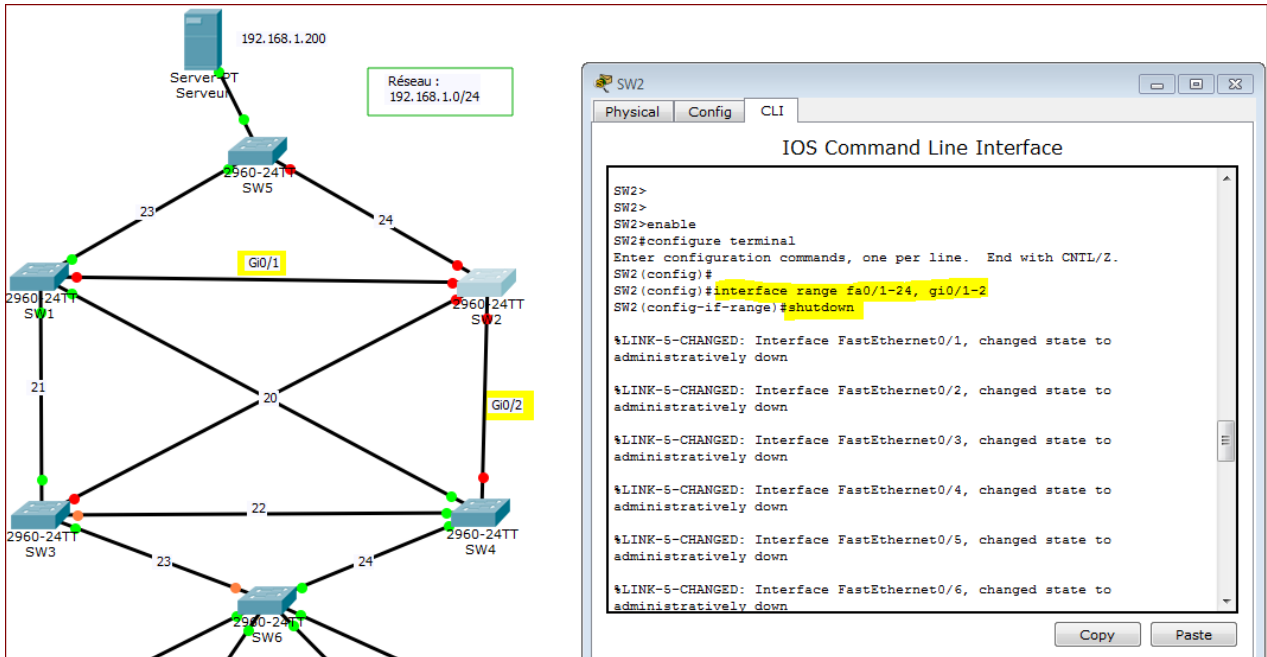 192.168.1.200
Server-PT
Serveur
Réseau :
192.168.1.0/24
2960-24TT
SW5
23
24
Gi0/1
2960-24TT
SW1
2960-24TT
SW2
21
20
Gi0/2
22
2960-24TT
SW3
2960-24TT
SW4
23
24
2960-24TT
SW6
SW2
Physical
Config
CLI
IOS Command Line Interface
SW2>
SW2>
SW2>enable
SW2#configure terminal
Enter configuration commands, one per line.  End with CNTL/Z.
SW2(config)#
SW2(config)#interface range fa0/1-24, gi0/1-2
SW2(config-if-range)#shutdown
%LINK-5-CHANGED: Interface FastEthernet0/1, changed state to
administratively down
%LINK-5-CHANGED: Interface FastEthernet0/2, changed state to
administratively down
%LINK-5-CHANGED: Interface FastEthernet0/3, changed state to
administratively down
%LINK-5-CHANGED: Interface FastEthernet0/4, changed state to
administratively down
%LINK-5-CHANGED: Interface FastEthernet0/5, changed state to
administratively down
%LINK-5-CHANGED: Interface FastEthernet0/6, changed state to
administratively down
Copy
Paste